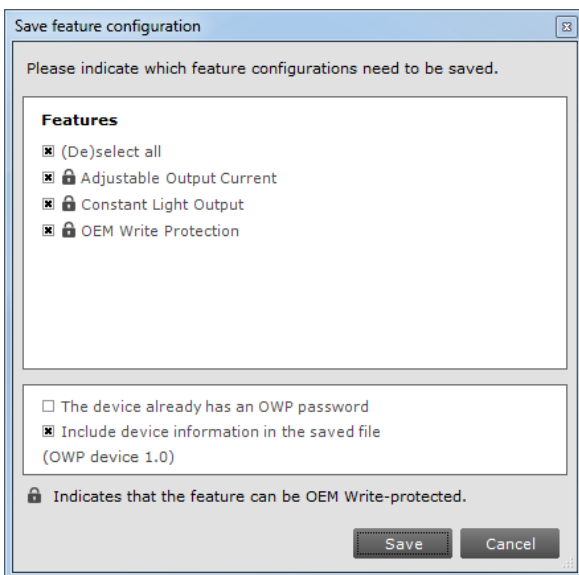 Save feature configuration
Please indicate which feature configurations need to be saved.
Features
(De)select all
Adjustable Output Current
Constant Light Output
OEM Write Protection
The device already has an OWP password
Include device information in the saved file
(OWP device 1.0)
Indicates that the feature can be OEM Write-protected.
Save Cancel